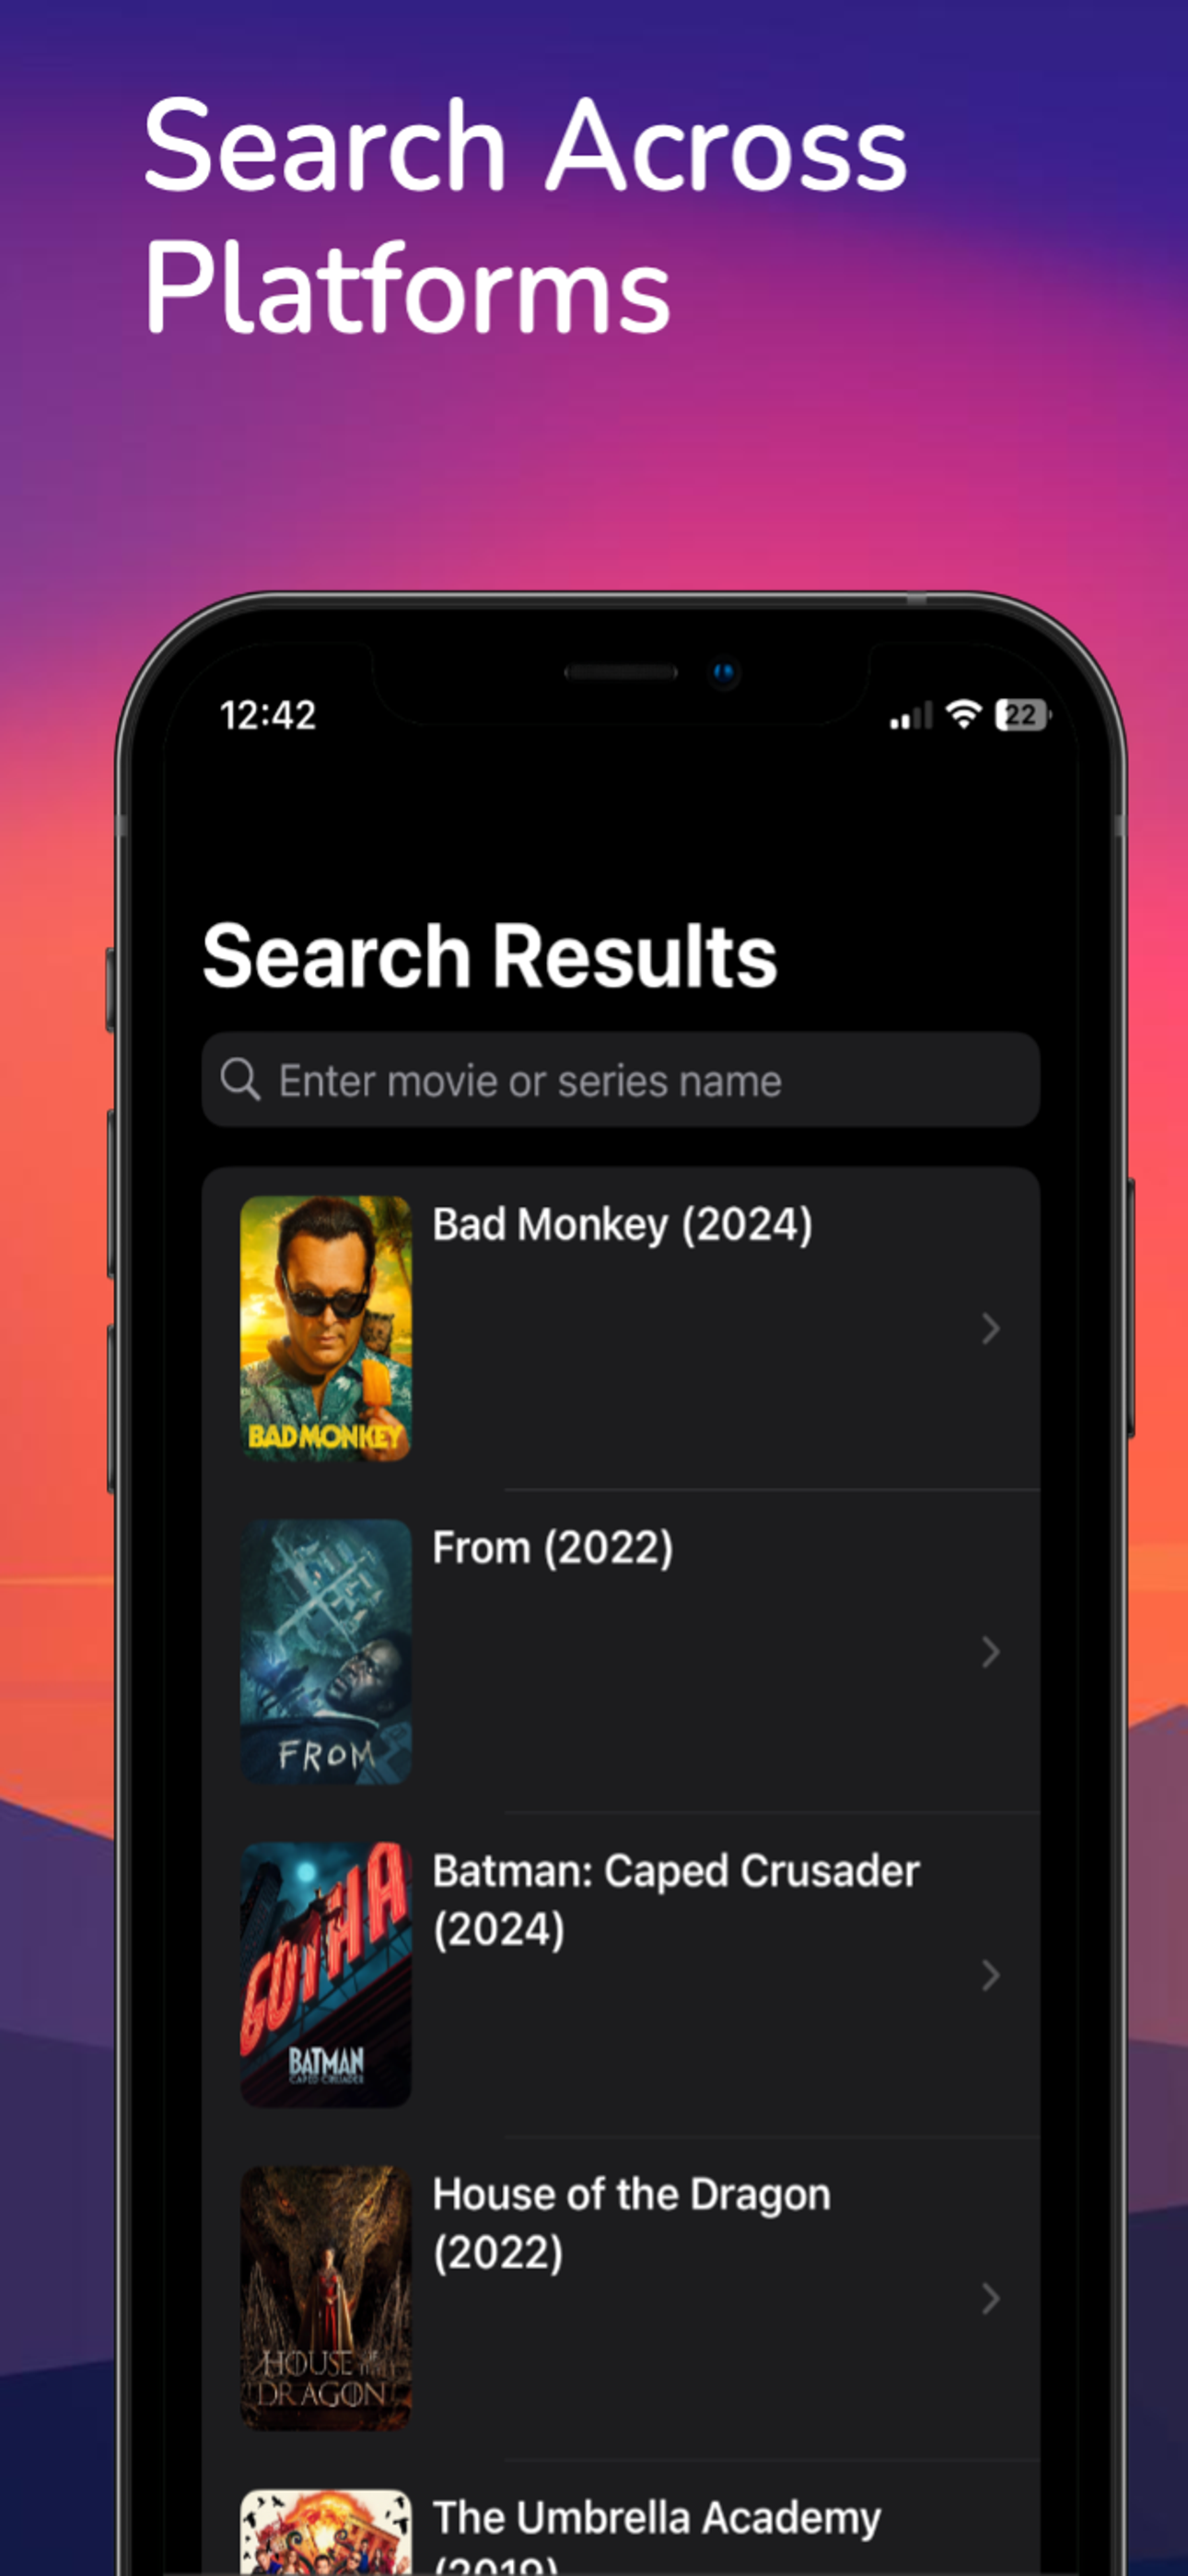 Search Across
Platforms
12:42
22
Search Results
Enter movie or series name
Bad Monkey (2024)
BAD MONKEY
From (2022)
FROM
Batman: Caped Crusader
(2024)
GOTHA
BATMAN
CAPED CRUSADER
House of the Dragon
(2022)
HOUSE OF THE
DRAGON
The Umbrella Academy
(2019)